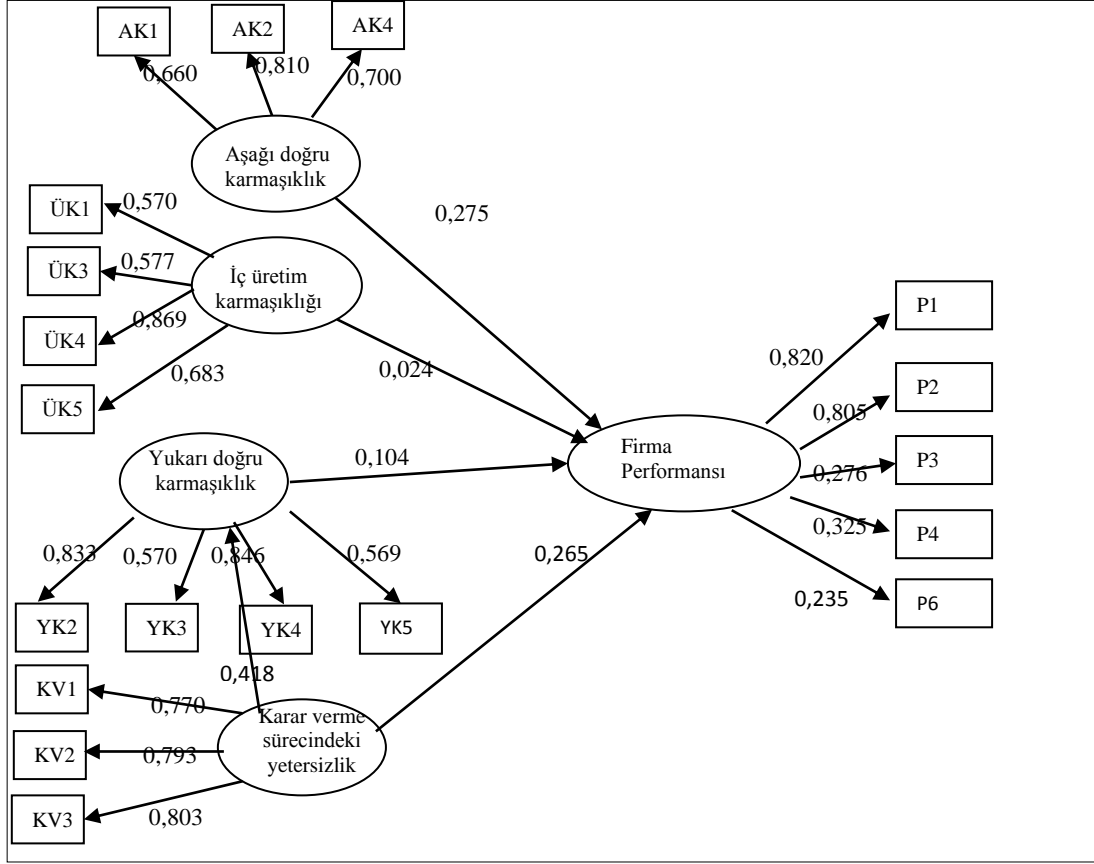 AK1
AK2
AK4
0,660
0,810
0,700
Aşağı doğru
karmaşıklık
0,275
ÜK1
0,570
ÜK3
0,577
ÜK4
0,869
ÜK5
0,683
İç üretim
karmaşıklığı
0,024
P1
0,820
P2
0,805
P3
0,276
P4
0,325
P6
0,235
Firma
Performansı
Yukarı doğru
karmaşıklık
0,104
0,833
0,570
0,846
0,569
YK2
YK3
YK4
YK5
0,265
0,418
KV1
0,770
KV2
0,793
KV3
0,803
Karar verme
sürecindeki
yetersizlik